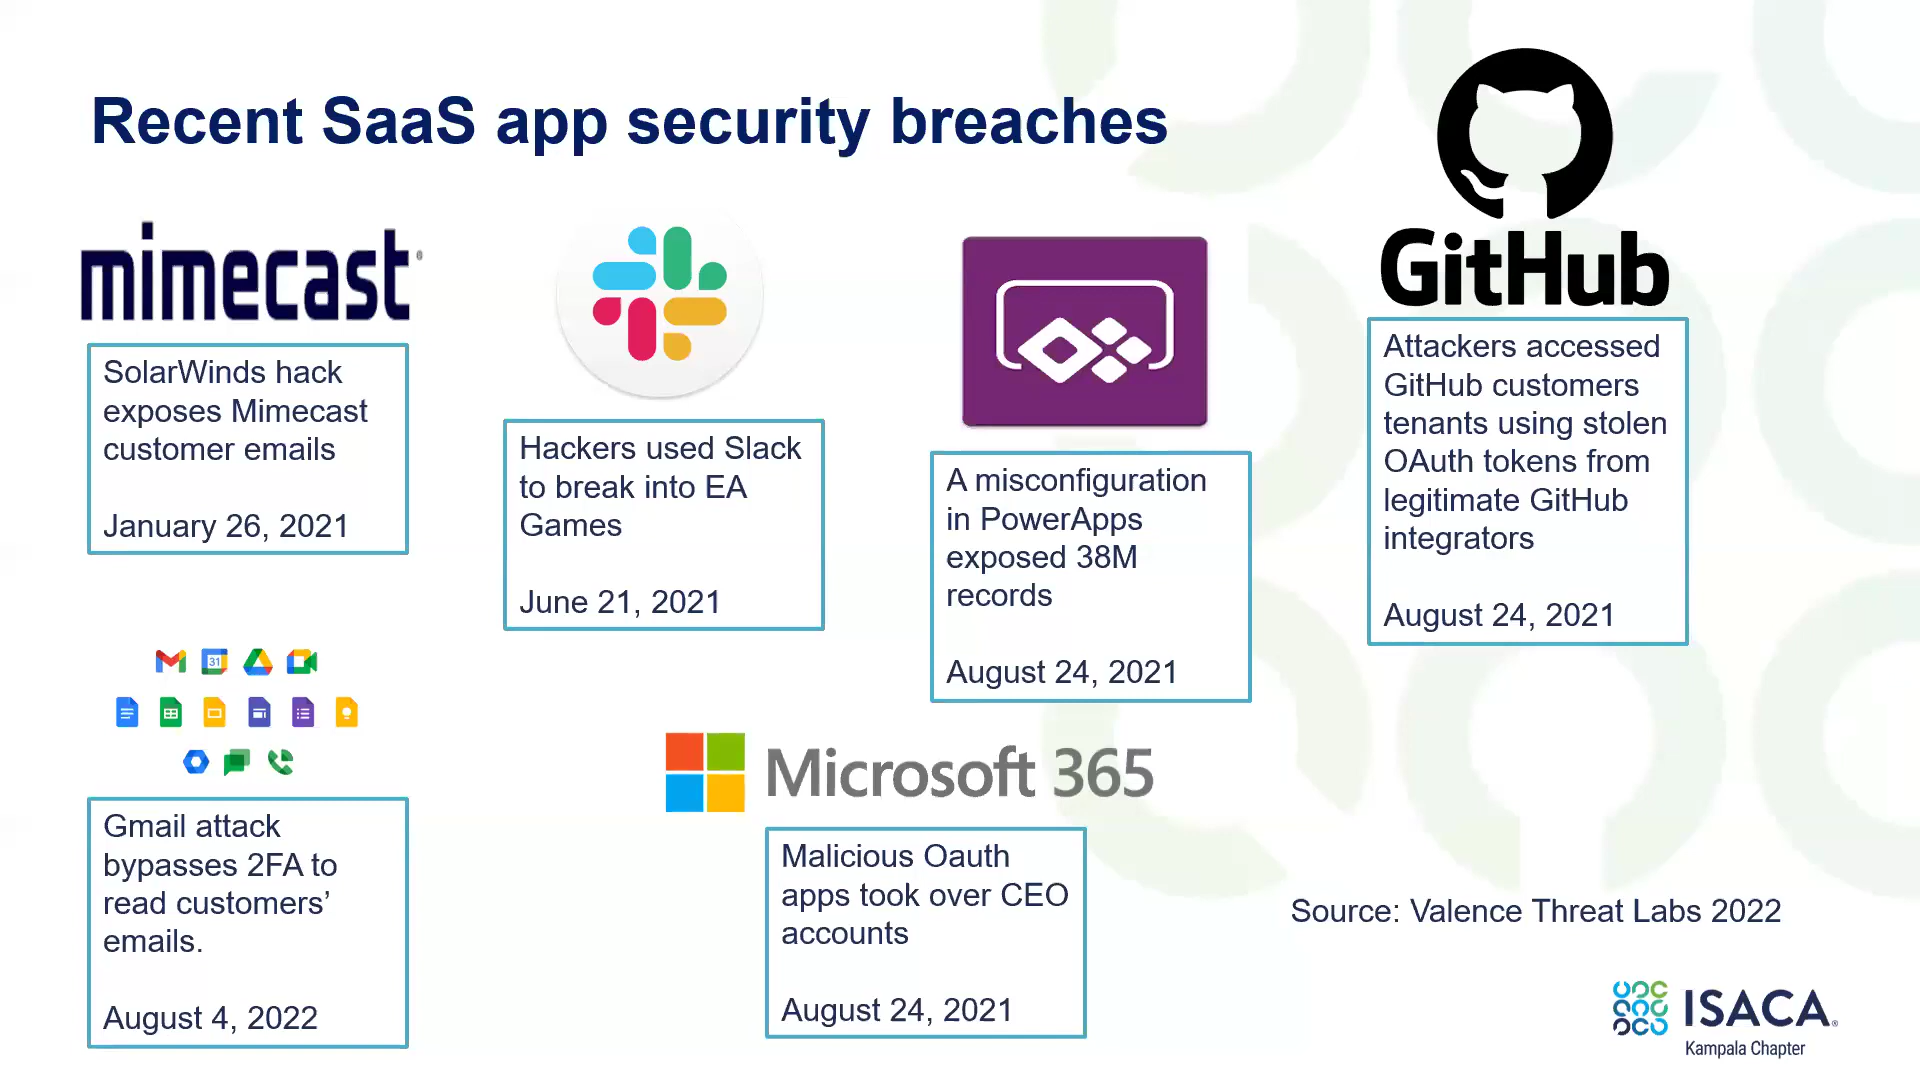 Recent SaaS app security breaches
mimecast
SolarWinds hack
exposes Mimecast
customer emails
January 26, 2021
Hackers used Slack
to break into EA
Games
June 21, 2021
A misconfiguration
in PowerApps
exposed 38M
records
August 24, 2021
GitHub
Attackers accessed
GitHub customers
tenants using stolen
OAuth tokens from
legitimate GitHub
integrators
August 24, 2021
31
Gmail attack
bypasses 2FA to
read customers’
emails.
August 4, 2022
Microsoft 365
Malicious Oauth
apps took over CEO
accounts
August 24, 2021
Source: Valence Threat Labs 2022
ISACA®
Kampala Chapter